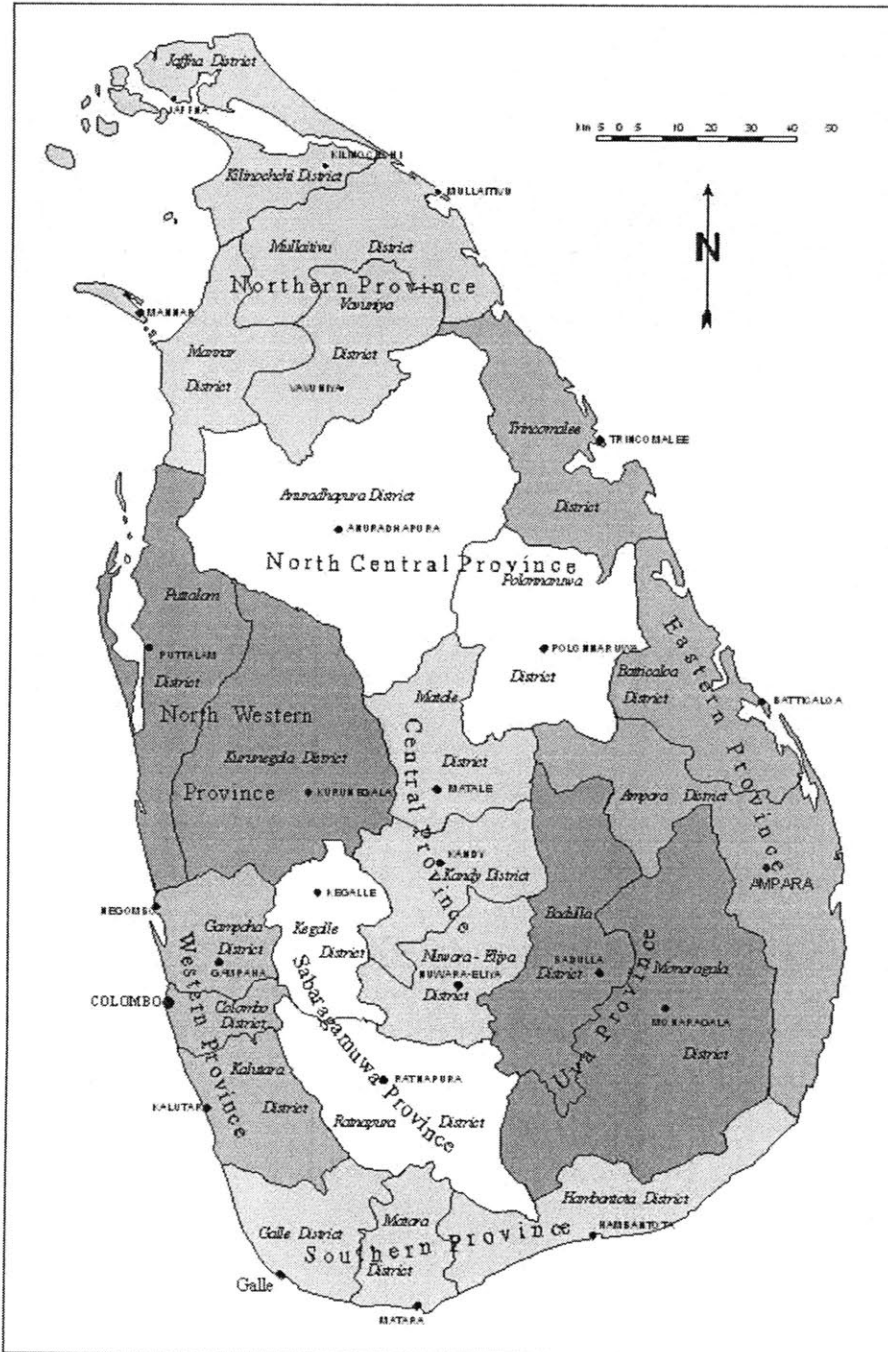 Jaffna District
JAFFNA
km 5 0 5 10 20 30 40 50
KILINOCHCHI
Kilinochchi District
MULLAITIVU
N
Mullaitivu District
Northern Province
Vavuniya
MANNAR
Mannar
District
District
VAVUNIYA
Trincomalee
TRINCOMALEE
Anuradhapura District
District
ANURADHAPURA
North Central Province
Polonnaruwa
Puttalam
PUTTALAM
POLONNARUWA
District
District
Batticaloa
District
Eastern Province
BATTICALOA
Matale
North Western
Central Province
Kurunegala District
District
Province
KURUNEGALA
MATALE
Ampara District
KANDY
Kandy District
AMPARA
KEGALLE
NEGOMBO
Gampaha
District
Kegalle
District
Badulla
Western Province
GAMPAHA
Sabaragamuwa Province
Nuwara - Eliya
NUWARA-ELIYA
District
BADULLA
District
Monaragala
Uva Province
COLOMBO
Colombo
District
MONARAGALA
District
Kalutara
RATNAPURA
KALUTAR
District
Ratnapura District
Hambantota District
Galle District
Matara
HAMBANTOTA
Southern Province
District
Galle
MATARA